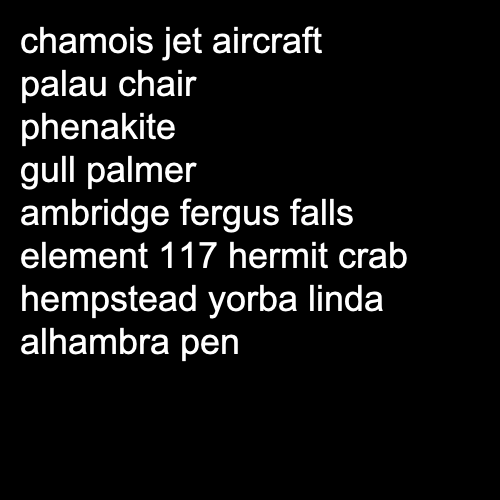 chamois jet aircraft
palau chair
phenakite
gull palmer
ambridge fergus falls
element 117 hermit crab
hempstead yorba linda
alhambra pen